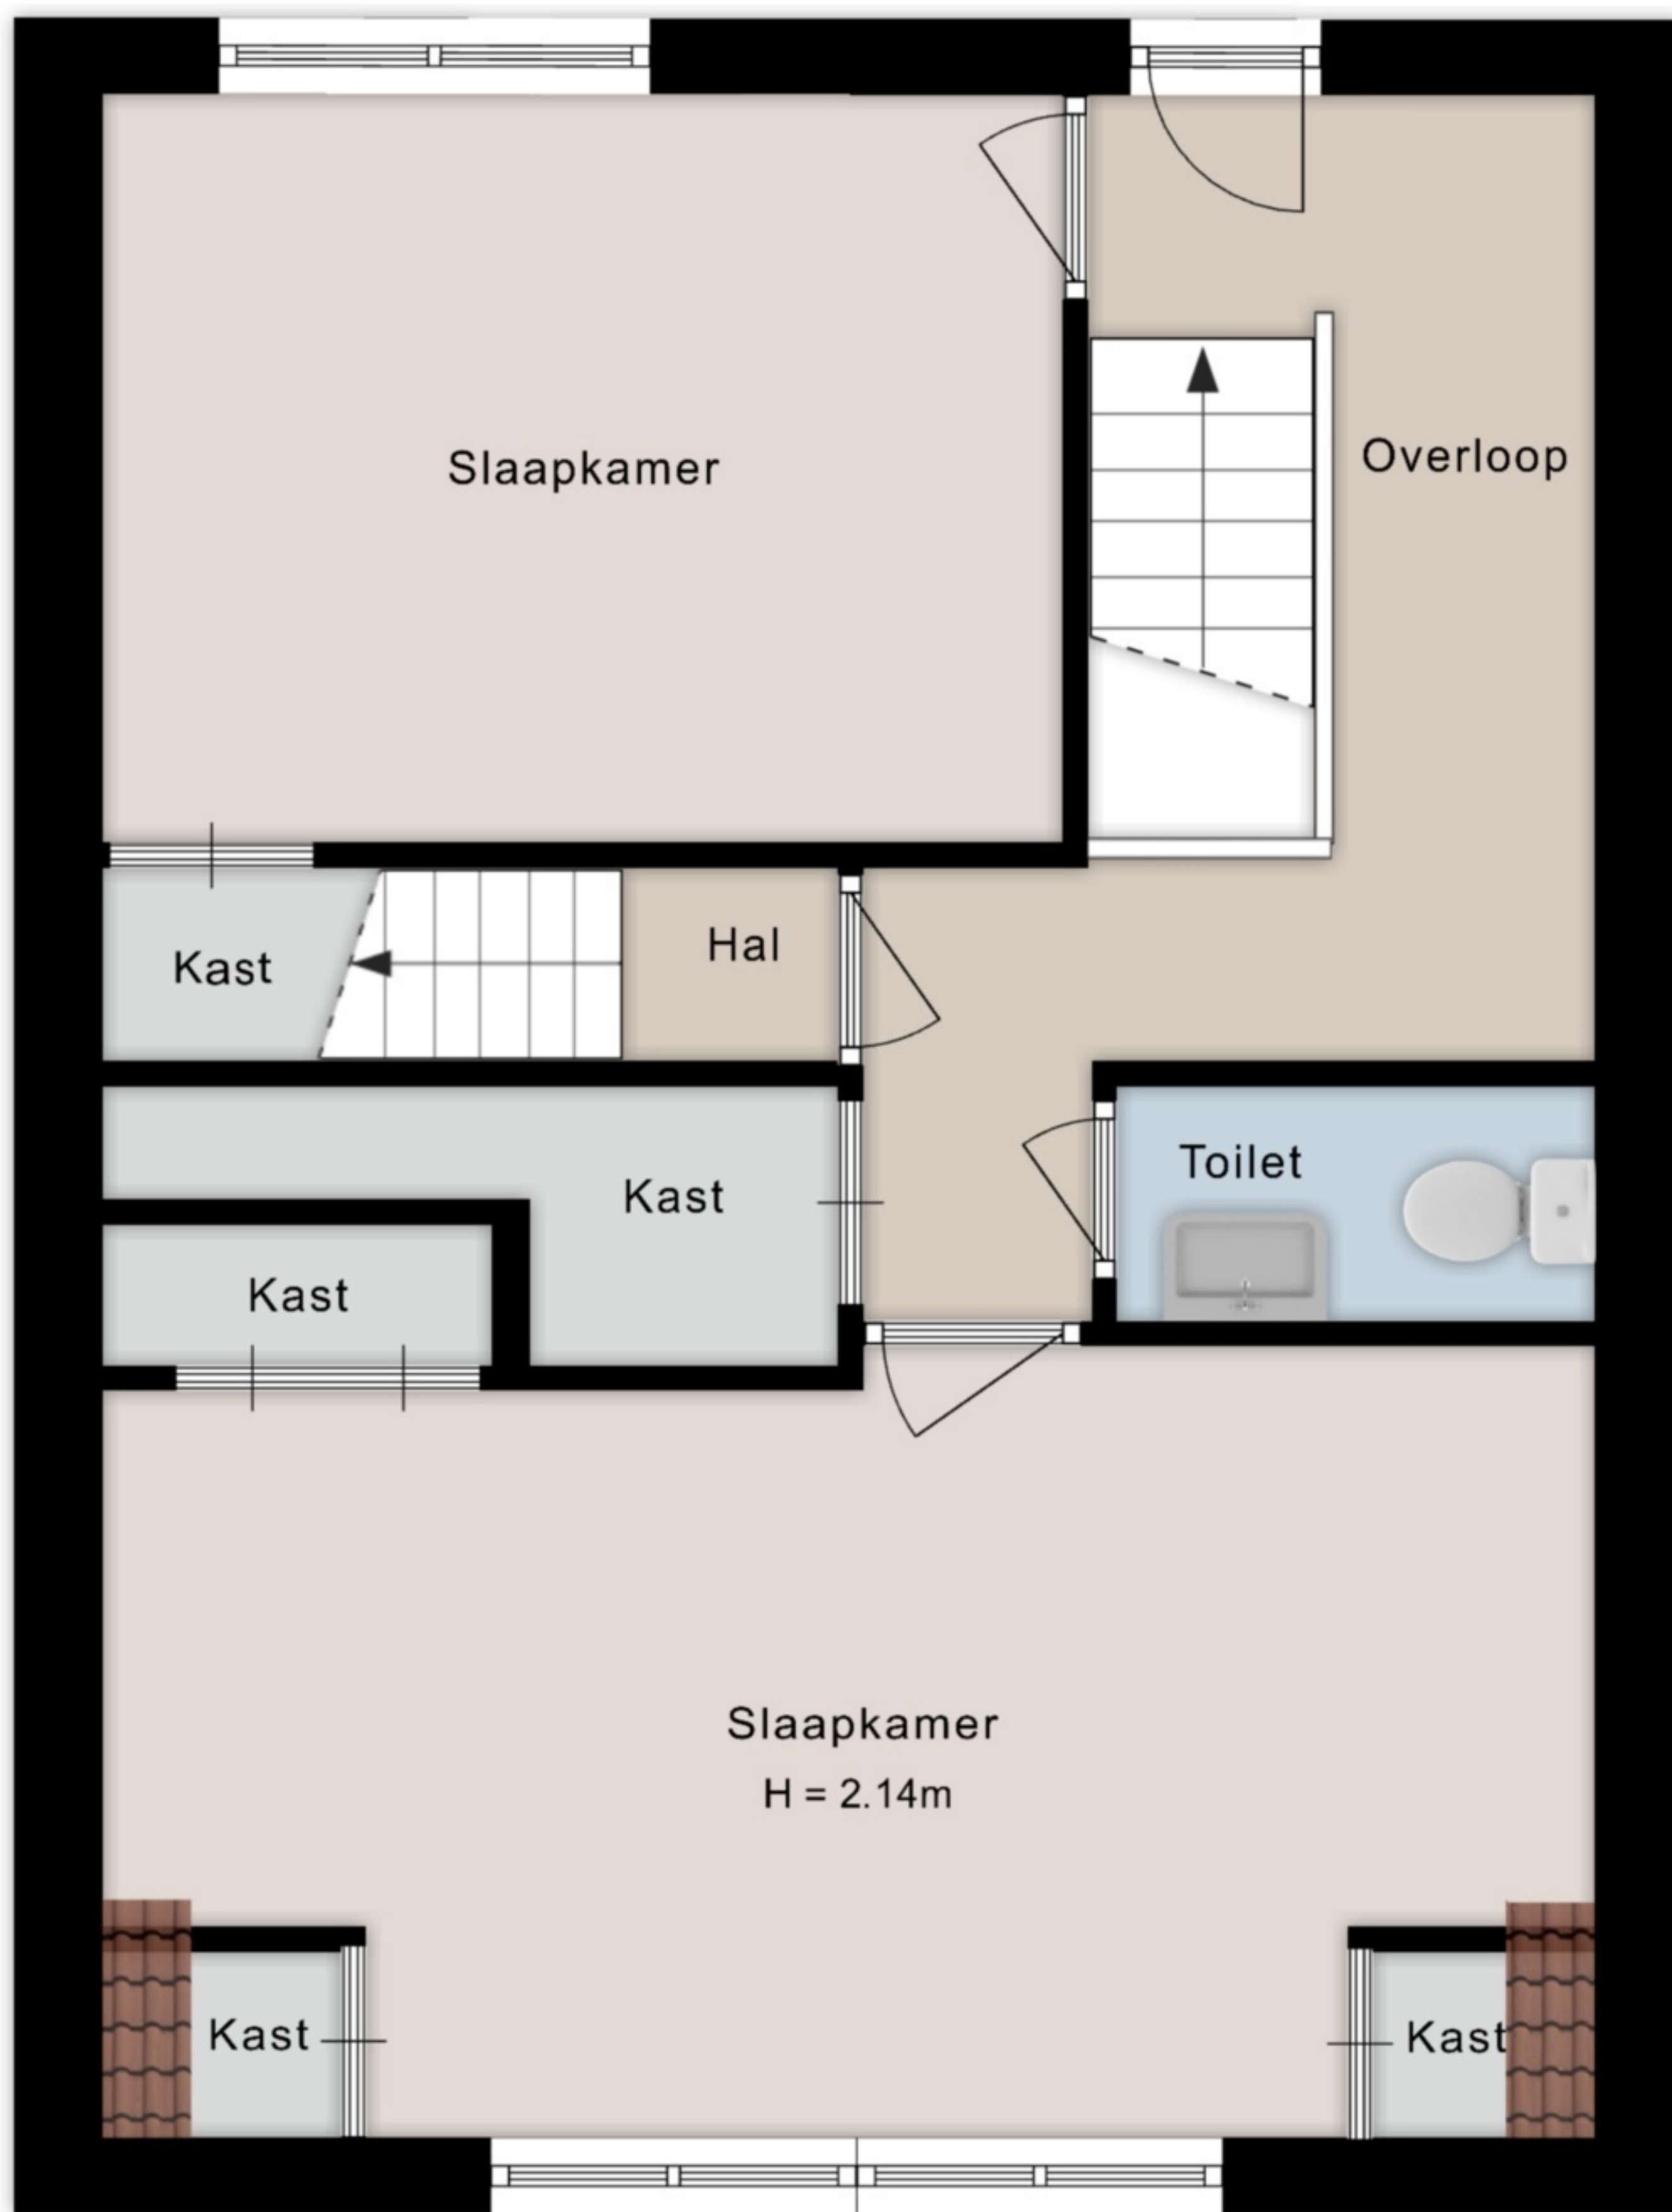 Slaapkamer
Overloop
Hal
Kast
Toilet
Kast
Kast
Slaapkamer
H = 2.14m
Kast
Kast